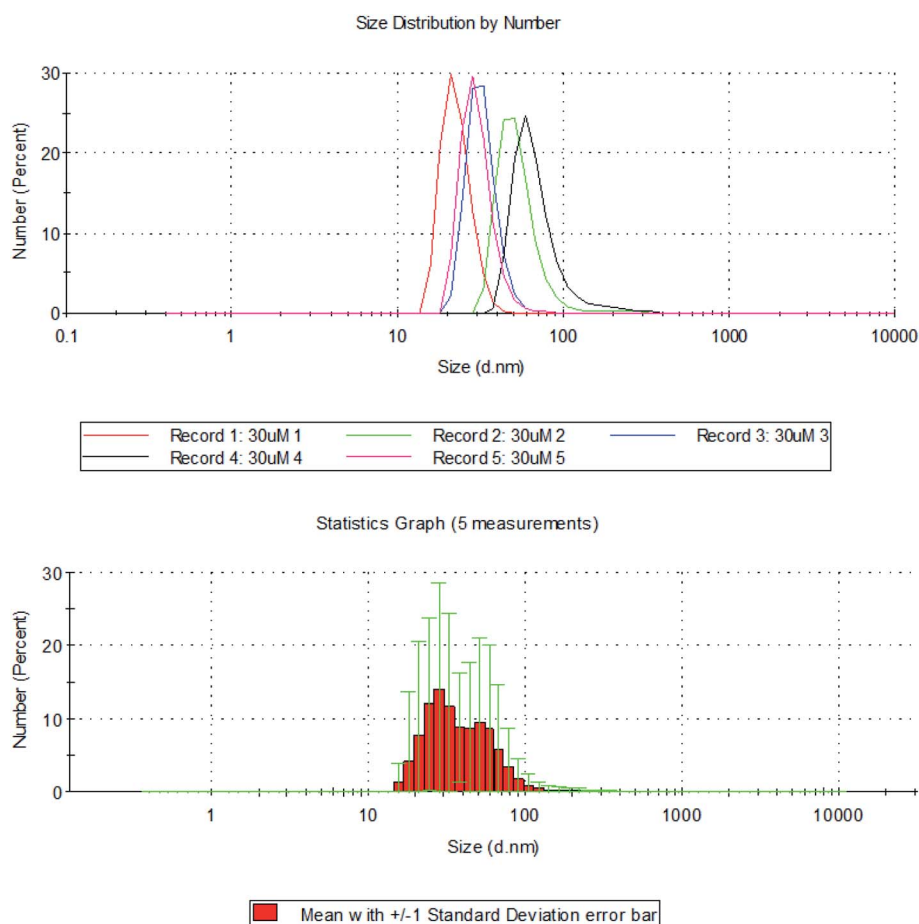 Size Distribution by Number
30
20
10
0
Number (Percent)
0.1 1 10 100 1000 10000
Size (d.nm)
Record 1: 30uM 1 Record 2: 30uM 2 Record 3: 30uM 3
Record 4: 30uM 4 Record 5: 30uM 5
Statistics Graph (5 measurements)
30
20
10
0
Number (Percent)
1 10 100 1000 10000
Size (d.nm)
Mean with +/-1 Standard Deviation error bar